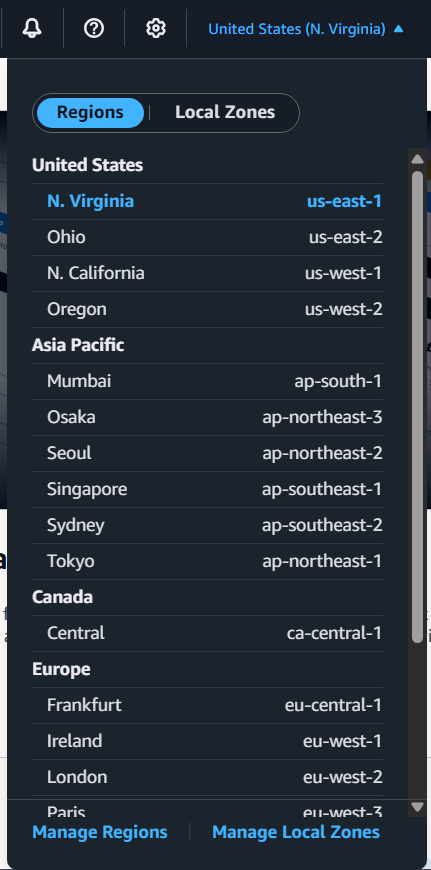 United States (N. Virginia)
Regions | Local Zones
United States
N. Virginia us-east-1
Ohio us-east-2
N. California us-west-1
Oregon us-west-2
Asia Pacific
Mumbai ap-south-1
Osaka ap-northeast-3
Seoul ap-northeast-2
Singapore ap-southeast-1
Sydney ap-southeast-2
Tokyo ap-northeast-1
Canada
Central ca-central-1
Europe
Frankfurt eu-central-1
Ireland eu-west-1
London eu-west-2
Paris eu-west-3
Manage Regions | Manage Local Zones